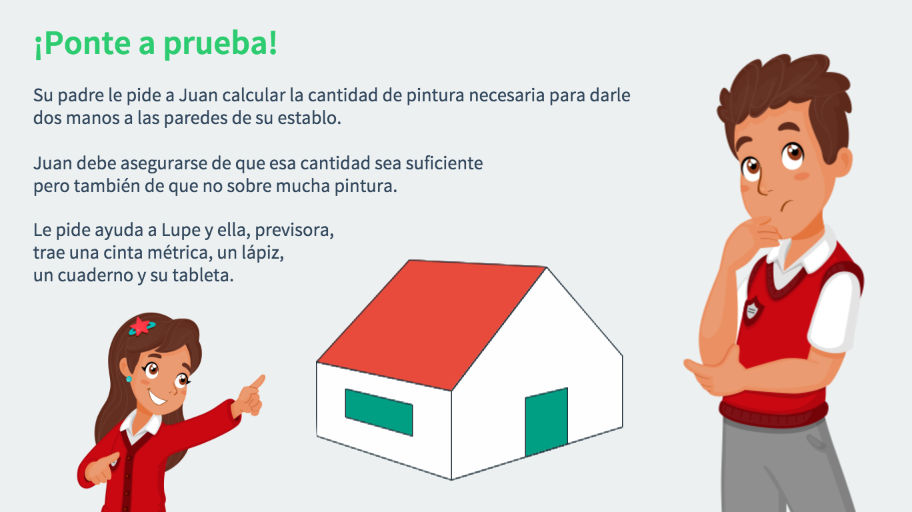 ¡Ponte a prueba!
Su padre le pide a Juan calcular la cantidad de pintura necesaria para darle
dos manos a las paredes de su establo.
Juan debe asegurarse de que esa cantidad sea suficiente
pero también de que no sobre mucha pintura.
Le pide ayuda a Lupe y ella, previsora,
trae una cinta métrica, un lápiz,
un cuaderno y su tableta.